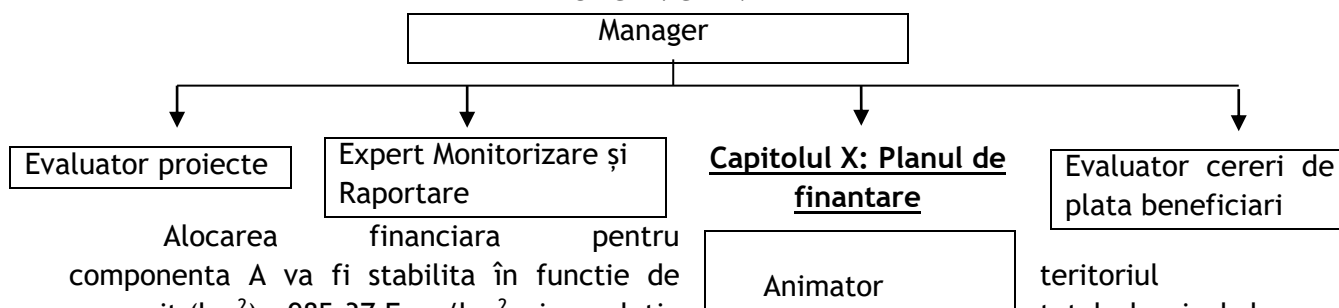 Manager
Evaluator proiecte
Expert Monitorizare și
Raportare
Capitolul X: Planul de
finantare
Evaluator cereri de
plata beneficiari
Animator
Alocarea financiara pentru
componenta A va fi stabilita în functie de
teritoriul